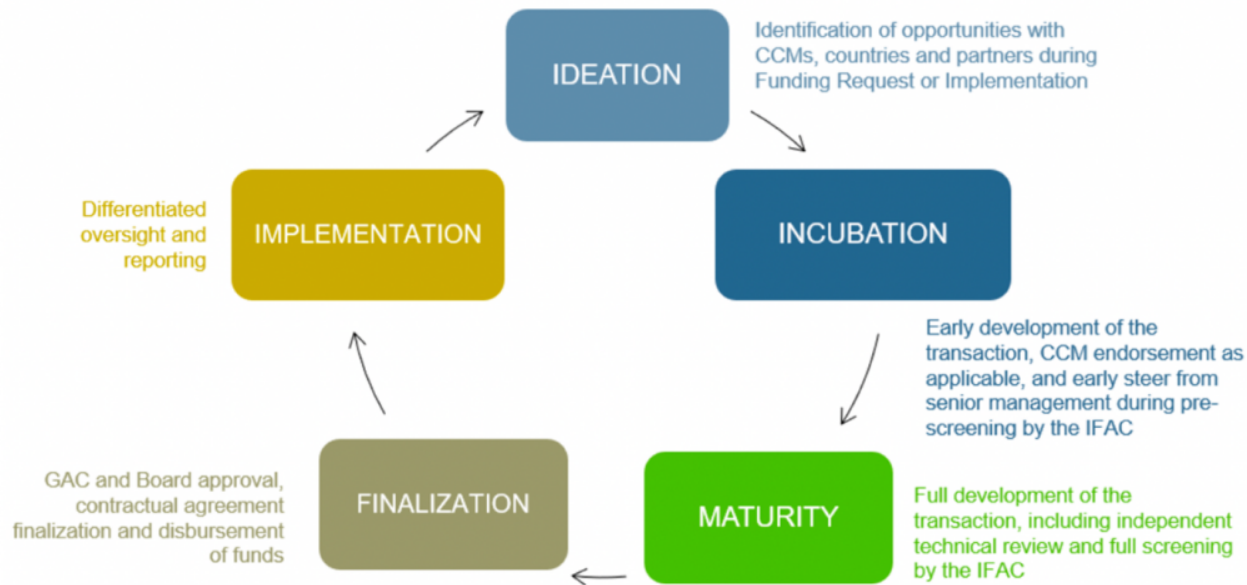 IDEATION
Identification of opportunities with
CCMs, countries and partners during
Funding Request or Implementation
INCUBATION
Early development of the
transaction, CCM endorsement as
applicable, and early steer from
senior management during pre-
screening by the IFAC
MATURITY
Full development of the
transaction, including independent
technical review and full screening
by the IFAC
FINALIZATION
GAC and Board approval,
contractual agreement
finalization and disbursement
of funds
IMPLEMENTATION
Differentiated
oversight and
reporting